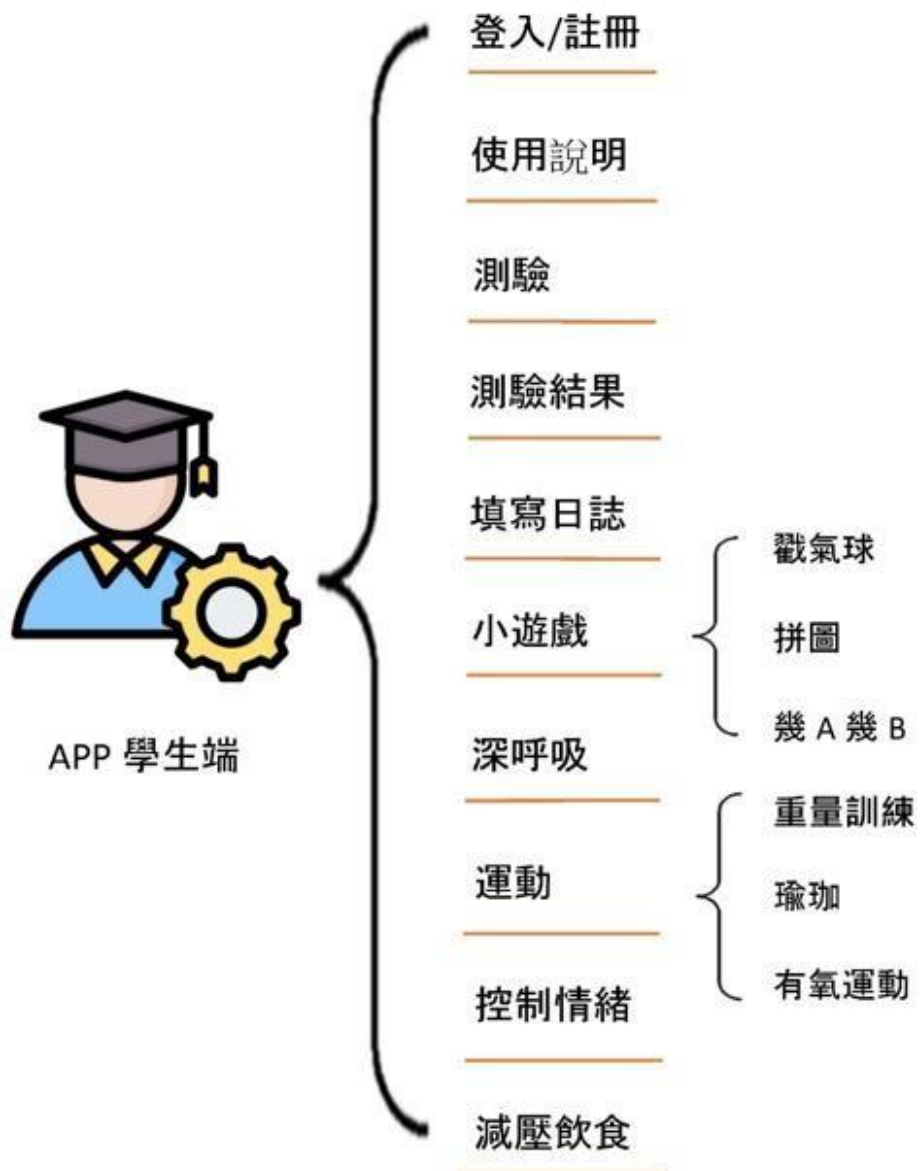 登入/註冊
使用說明
測驗
測驗結果
填寫日誌
小遊戲
戳氣球
拼圖
幾 A 幾 B
深呼吸
運動
重量訓練
瑜珈
有氧運動
控制情緒
減壓飲食
APP 學生端